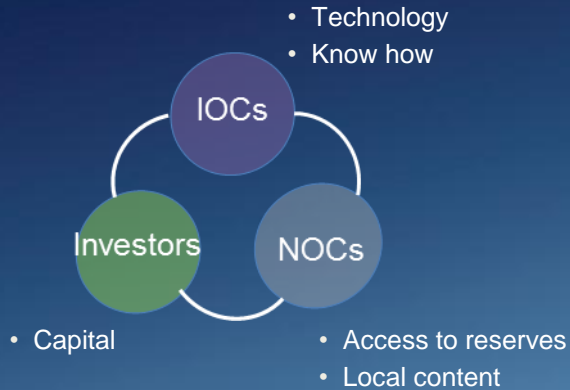 • Technology
• Know how
IOCs
Investors
NOCs
• Capital
• Access to reserves
• Local content